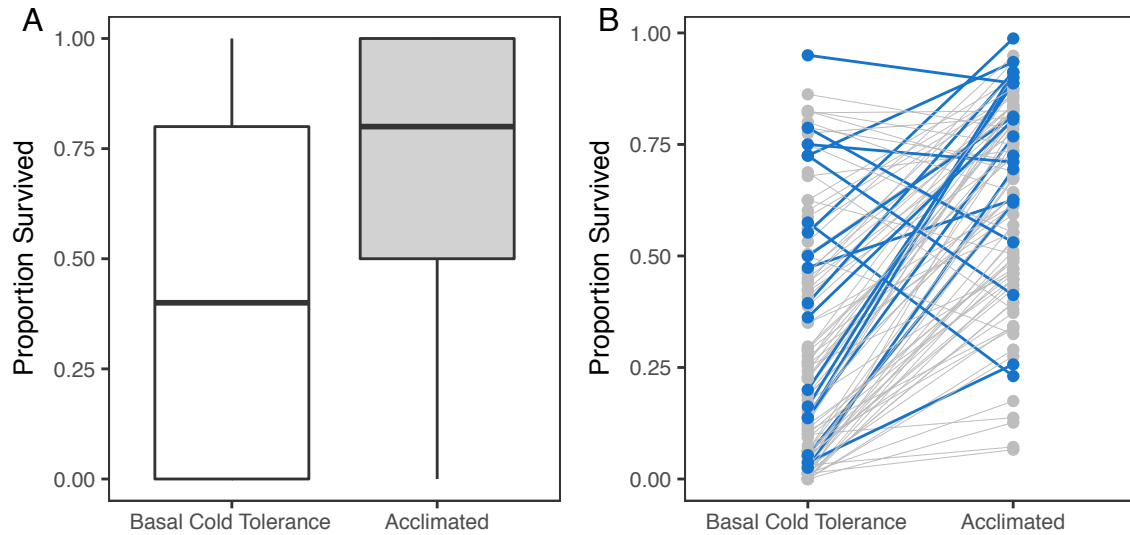 A
Proportion Survived
1.00
0.75
0.50
0.25
0.00
Basal Cold Tolerance
Acclimated
B
Proportion Survived
1.00
0.75
0.50
0.25
0.00
Basal Cold Tolerance
Acclimated